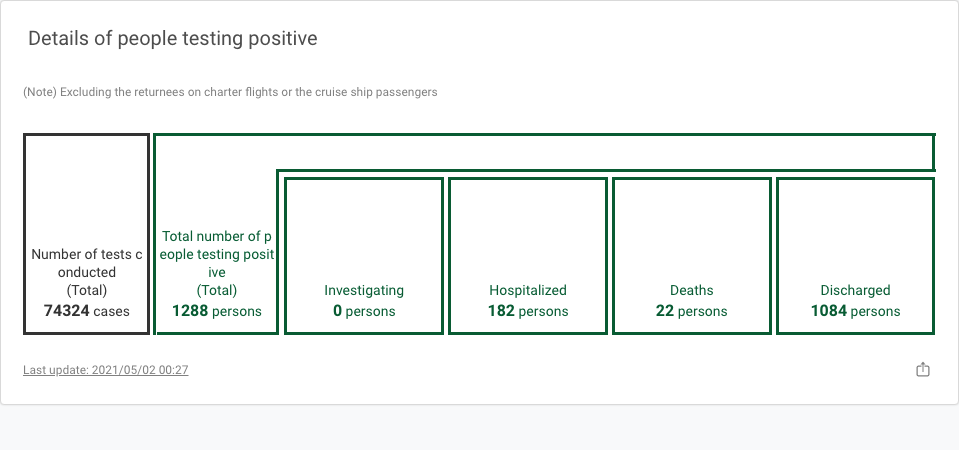 Details of people testing positive
(Note) Excluding the returnees on charter flights or the cruise ship passengers
Number of tests c
onducted
(Total)
74324 cases
Total number of p
eople testing posit
ive
(Total)
1288 persons
Investigating
0 persons
Hospitalized
182 persons
Deaths
22 persons
Discharged
1084 persons
Last update: 2021/05/02 00:27